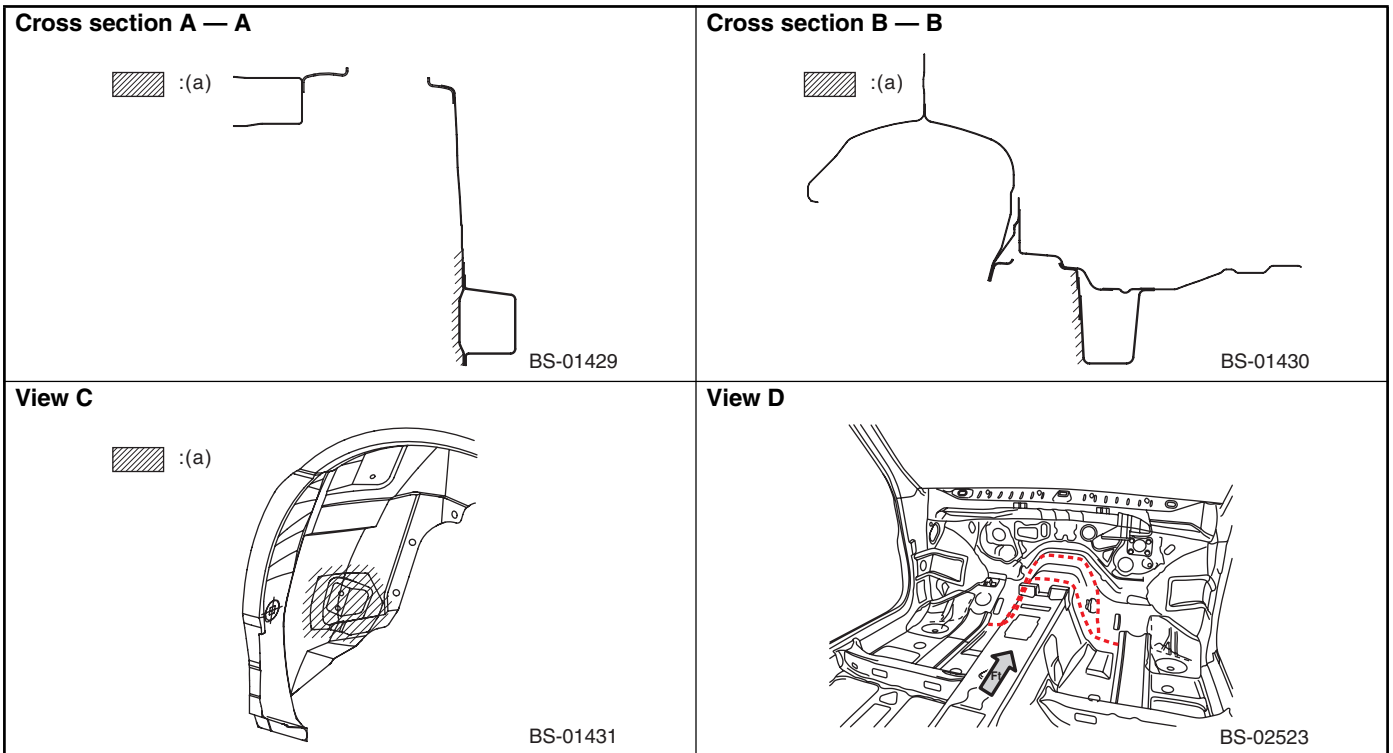 Cross section A — A
:(a)
BS-01429
Cross section B — B
:(a)
BS-01430
View C
:(a)
BS-01431
View D
Ft
BS-02523